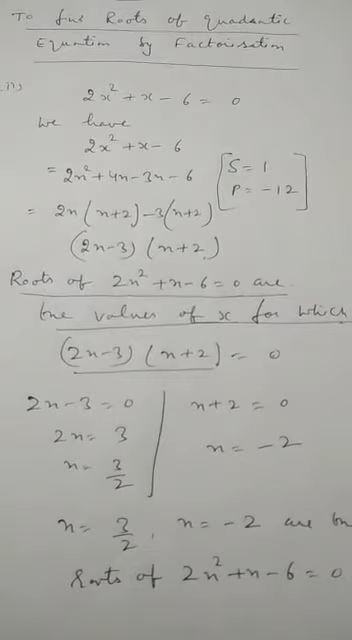 To find Roots of quadratic
Equation by Factorisation
ii)
2x² + x - 6 = 0
We have
2x² + x - 6
= 2x² + 4x - 3x - 6 [S = 1
P = -12]
= 2x(x+2) - 3(x+2)
(2x-3)(x+2)
Roots of 2x² + x - 6 = 0 are
the values of x for which
(2x-3)(x+2) = 0
2x - 3 = 0 | x + 2 = 0
2x = 3 | x = -2
x = 3/2
x = 3/2, x = -2 are
Roots of 2x² + x - 6 = 0